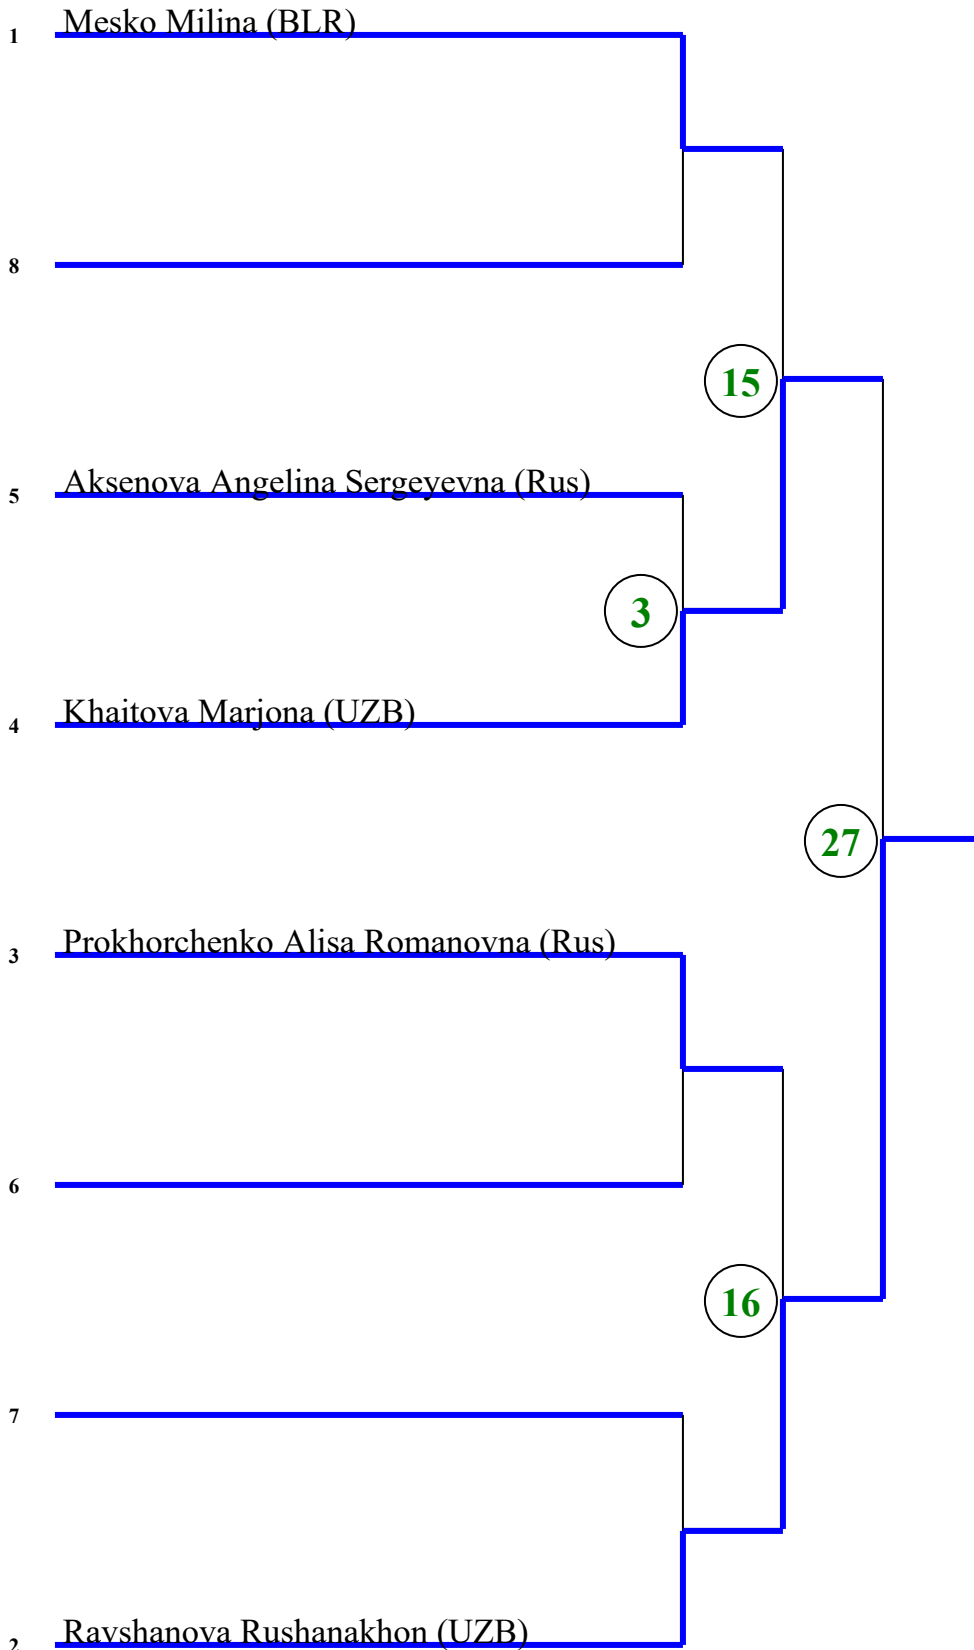 1 Mesko Milina (BLR)
8
15
5 Aksenova Angelina Sergeyevna (Rus)
3
4 Khaitova Marjona (UZB)
27
3 Prokhorchenko Alisa Romanovna (Rus)
6
16
7
2 Ravshanova Rushanakhon (UZB)